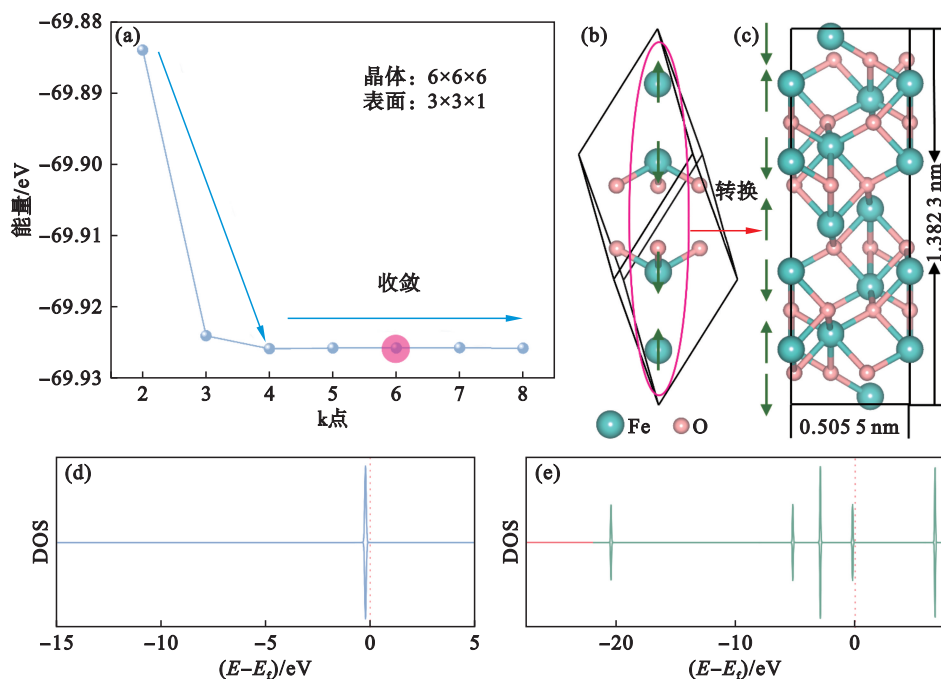 (a)
−69.88
−69.89
−69.90
−69.91
−69.92
−69.93
能量/eV
晶体：6×6×6
表面：3×3×1
收敛
2 3 4 5 6 7 8
k点
(b)
转换
(c)
1.382 3 nm
0.505 5 nm
Fe O
(d)
DOS
−15 −10 −5 0 5
(E−Ef)/eV
(e)
DOS
−20 −10 0
(E−Ef)/eV